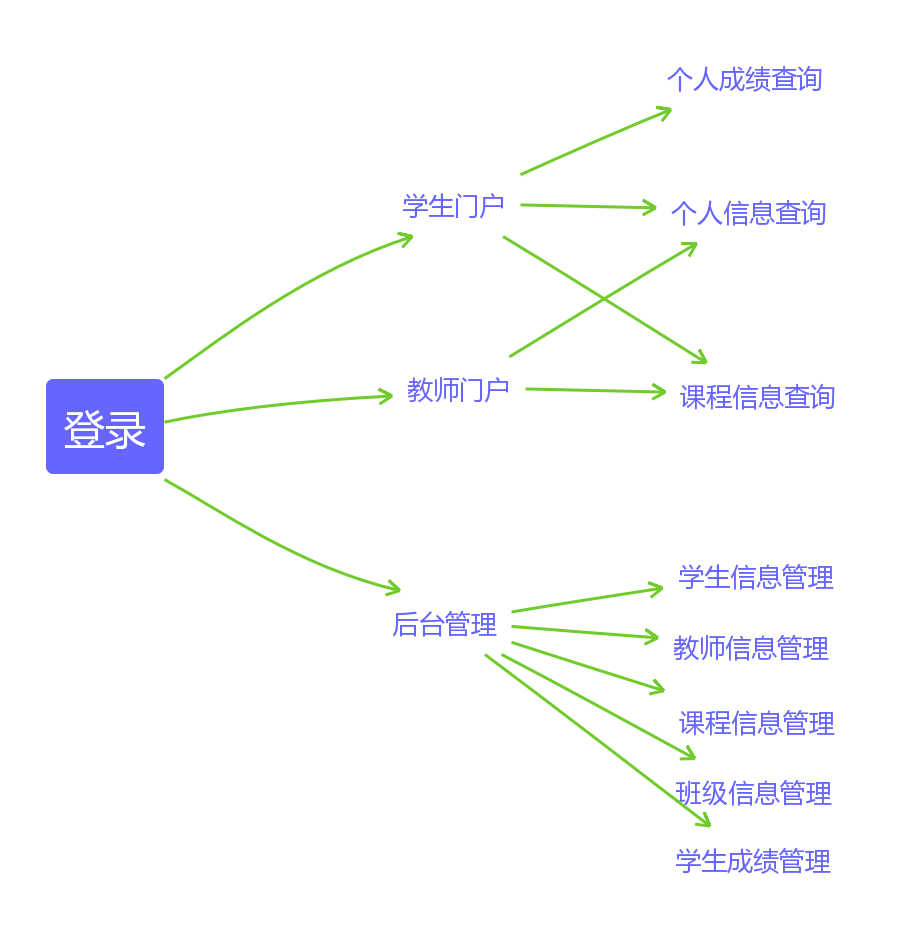 登录
学生门户
教师门户
后台管理
个人成绩查询
个人信息查询
课程信息查询
学生信息管理
教师信息管理
课程信息管理
班级信息管理
学生成绩管理